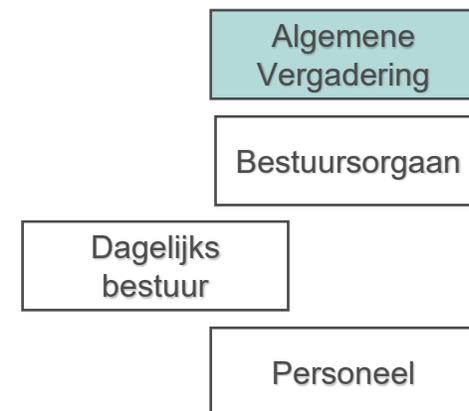 Algemene
Vergadering
Bestuursorgaan
Dagelijks
bestuur
Personeel